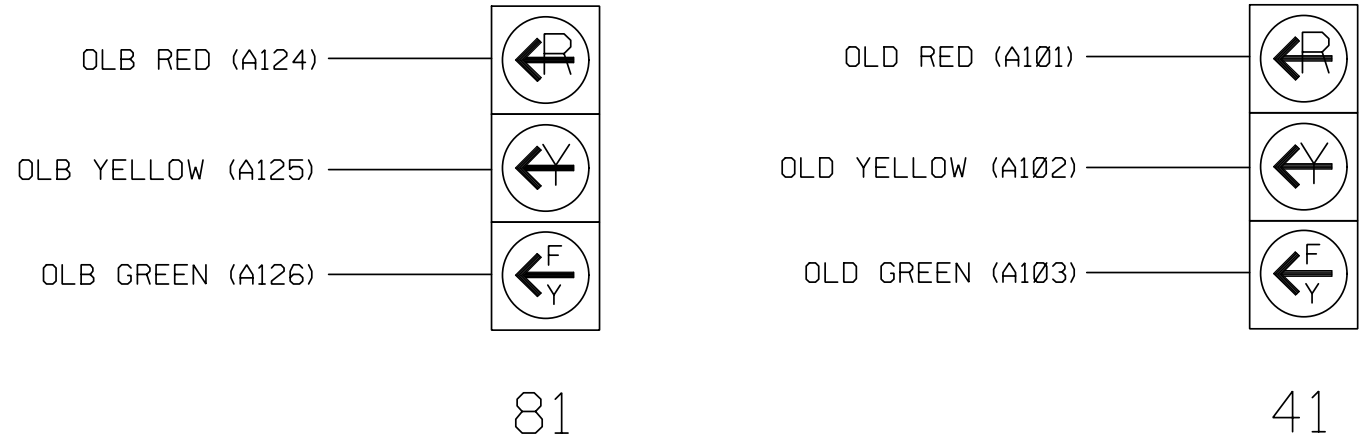 OLB RED (A124)
R
OLB YELLOW (A125)
Y
OLB GREEN (A126)
F
Y
81
OLD RED (A1Ø1)
R
OLD YELLOW (A1Ø2)
Y
OLD GREEN (A1Ø3)
F
Y
41